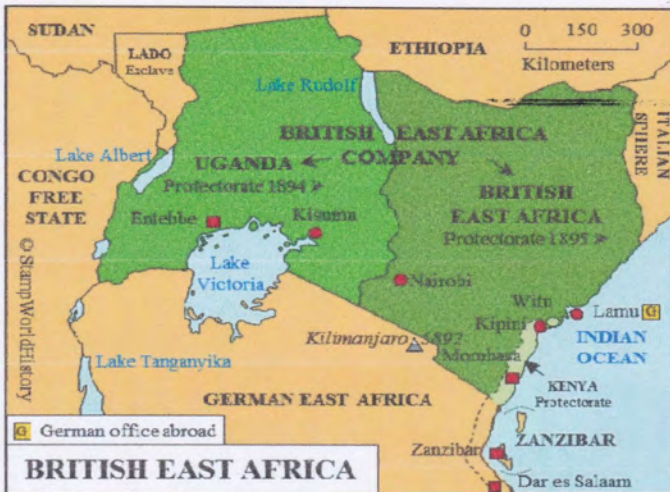 SUDAN
LADO
Exclave
ETHIOPIA
0 150 300
Kilometers
Lake Rudolf
ITALIAN
SPHERE
BRITISH EAST AFRICA
COMPANY
Lake Albert
UGANDA
Protectorate 1894
CONGO
FREE
STATE
BRITISH
EAST AFRICA
Protectorate 1895
Entebbe
Kisumu
Lake
Victoria
Nairobi
Witu
Lamu G
Kipini
INDIAN
OCEAN
Kilimanjaro 5892
Mombasa
© StampWorldHistory
Lake Tanganyika
KENYA
Protectorate
GERMAN EAST AFRICA
G German office abroad
Zanzibar
ZANZIBAR
BRITISH EAST AFRICA
Dar es Salaam